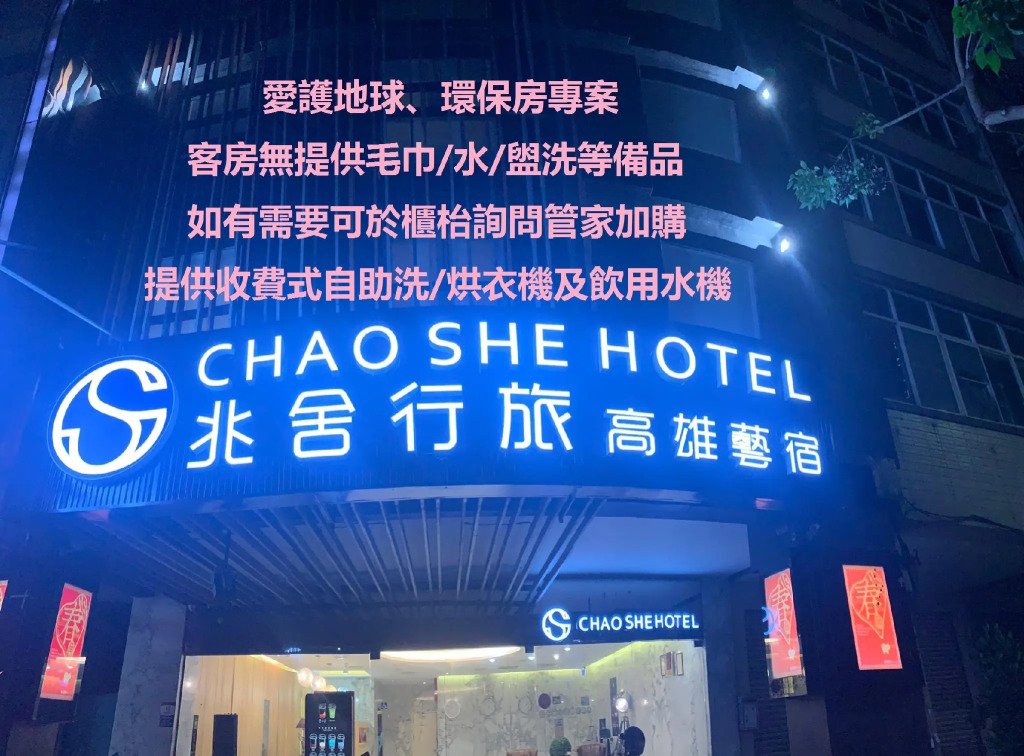 愛護地球、環保房專案
客房無提供毛巾/水/盥洗等備品
如有需要可於櫃枱詢問管家加購
提供收費式自助洗/烘衣機及飲用水機
CHAO SHE HOTEL
兆舍行旅 高雄藝宿
CHAO SHE HOTEL
春
春
春